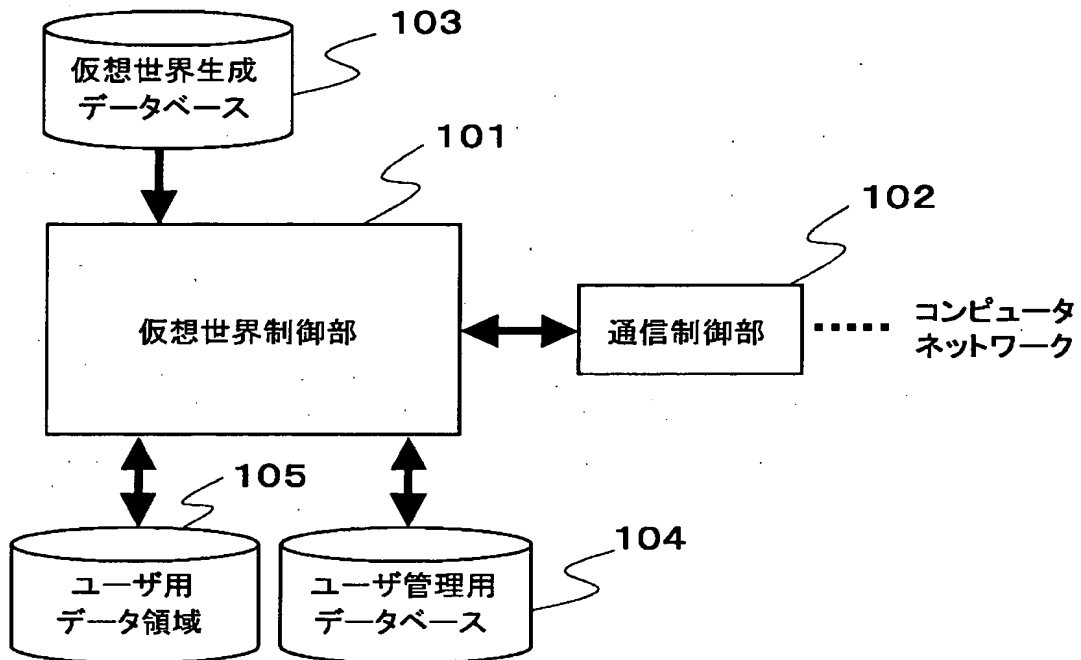 103
仮想世界生成
データベース
101
102
仮想世界制御部
通信制御部
コンピュータ
ネットワーク
105
104
ユーザ用
データ領域
ユーザ管理用
データベース